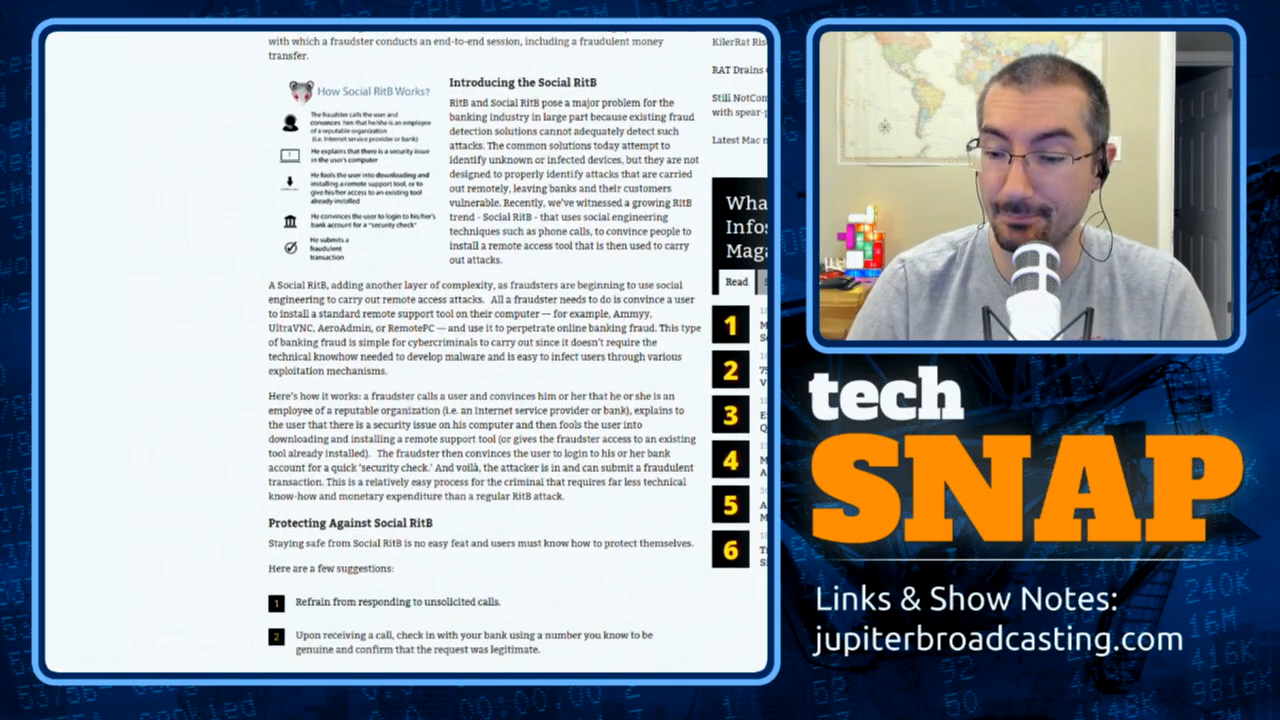 with which a fraudster conducts an end-to-end session, including a fraudulent money
transfer.
How Social RitB Works?
The fraudster calls the user and
convinces him that he/she is an employee
of a reputable organization
(i.e. Internet service provider or bank)
He explains that there is a security issue
in the user's computer
He fools the user into downloading and
installing a remote support tool, or to
give his/her access to an existing tool
already installed
He convinces the user to login to his/her's
bank account for a "security check"
He submits a
fraudulent
transaction
Introducing the Social RitB
RitB and Social RitB pose a major problem for the
banking industry in large part because existing fraud
detection solutions cannot adequately detect such
attacks. The common solutions today attempt to
identify unknown or infected devices, but they are not
designed to properly identify attacks that are carried
out remotely, leaving banks and their customers
vulnerable. Recently, we've witnessed a growing RitB
trend - Social RitB - that uses social engineering
techniques such as phone calls, to convince people to
install a remote access tool that is then used to carry
out attacks.
A Social RitB, adding another layer of complexity, as fraudsters are beginning to use social
engineering to carry out remote access attacks. All a fraudster needs to do is convince a user
to install a standard remote support tool on their computer — for example, Ammyy,
UltraVNC, AeroAdmin, or RemotePC — and use it to perpetrate online banking fraud. This type
of banking fraud is simple for cybercriminals to carry out since it doesn't require the
technical knowhow needed to develop malware and is easy to infect users through various
exploitation mechanisms.
Here's how it works: a fraudster calls a user and convinces him or her that he or she is an
employee of a reputable organization (i.e. an Internet service provider or bank), explains to
the user that there is a security issue on his computer and then fools the user into
downloading and installing a remote support tool (or gives the fraudster access to an existing
tool already installed). The fraudster then convinces the user to login to his or her bank
account for a quick 'security check.' And voilà, the attacker is in and can submit a fraudulent
transaction. This is a relatively easy process for the criminal that requires far less technical
know-how and monetary expenditure than a regular RitB attack.
Protecting Against Social RitB
Staying safe from Social RitB is no easy feat and users must know how to protect themselves.
Here are a few suggestions:
1 Refrain from responding to unsolicited calls.
2 Upon receiving a call, check in with your bank using a number you know to be
genuine and confirm that the request was legitimate.
KilerRat Ris
RAT Drains
Still NotCom
with spear-p
Latest Mac m
Wha
Infos
Maga
Read
1
2
3
4
5
6
tech
SNAP
Links & Show Notes:
jupiterbroadcasting.com